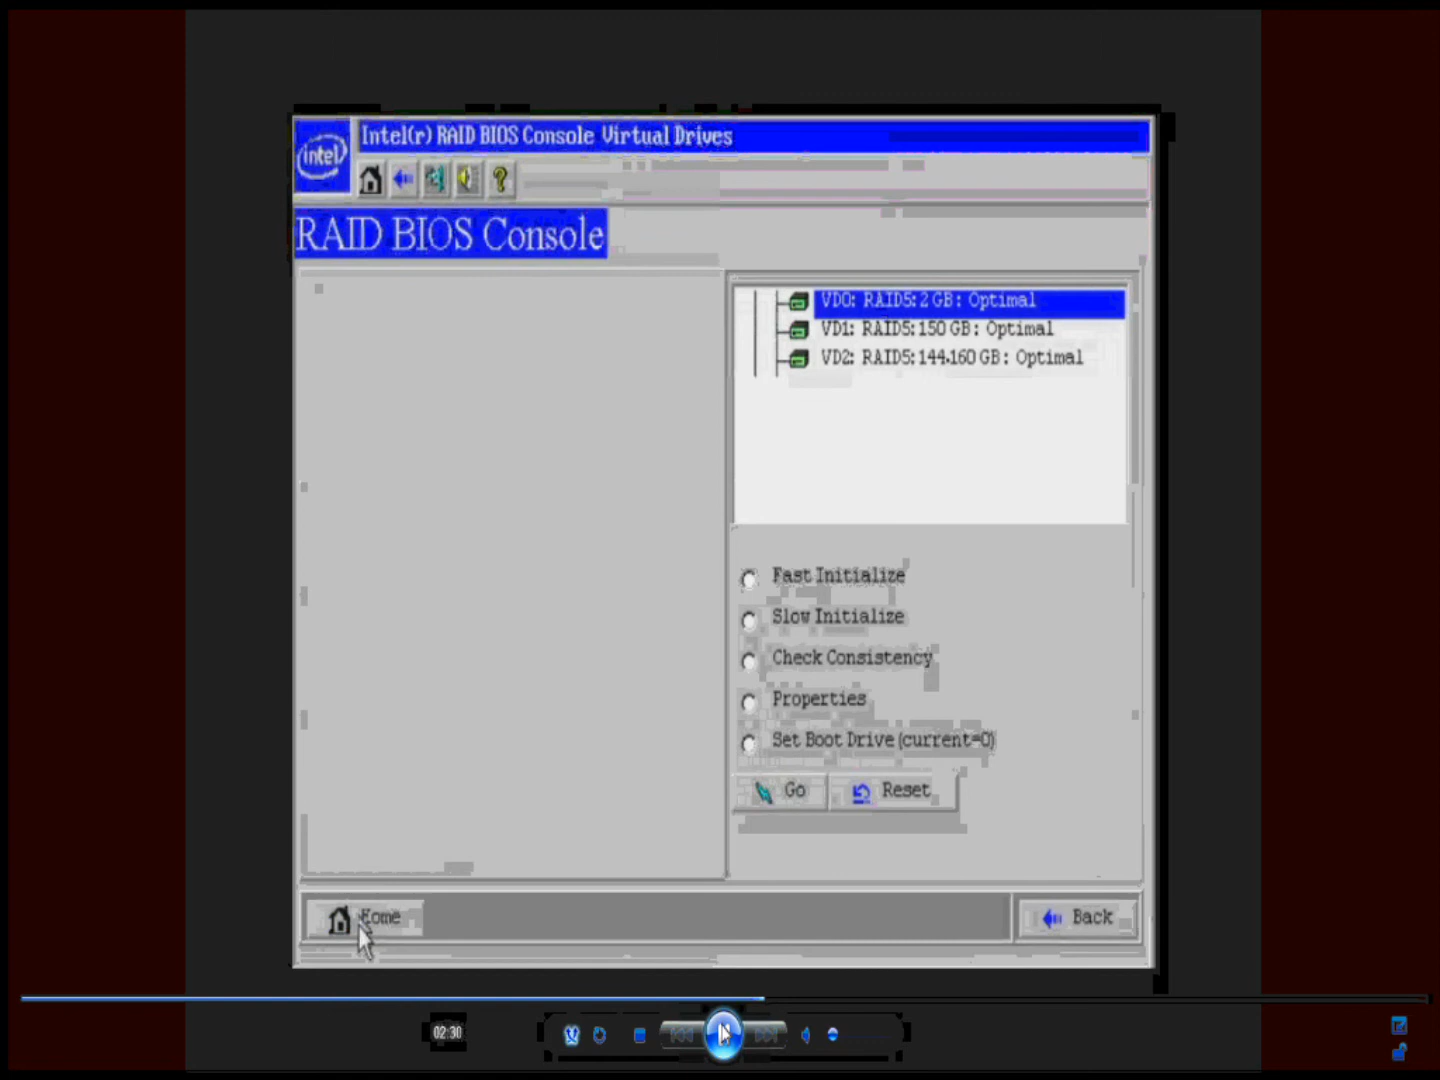 intel
Intel(r) RAID BIOS Console Virtual Drives
RAID BIOS Console
VD0: RAID5: 2 GB: Optimal
VD1: RAID5: 150 GB: Optimal
VD2: RAID5: 144.160 GB: Optimal
Fast Initialize
Slow Initialize
Check Consistency
Properties
Set Boot Drive (current=0)
Go
Reset
Home
Back
02:30